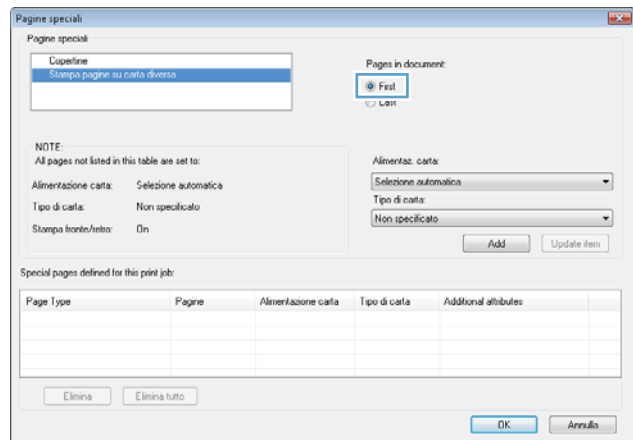 Pagine speciali
Pagine speciali
Copertine
Stampa pagine su carta diversa
Pages in document:
First
Last
NOTE:
All pages not listed in this table are set to:
Alimentazione carta: Selezione automatica
Tipo di carta: Non specificato
Stampa fronte/retro: On
Alimentaz. carta:
Selezione automatica
Tipo di carta:
Non specificato
Add Update item
Special pages defined for this print job:
Page Type Pagine Alimentazione carta Tipo di carta Additional attributes
Elimina Elimina tutto
OK Annulla